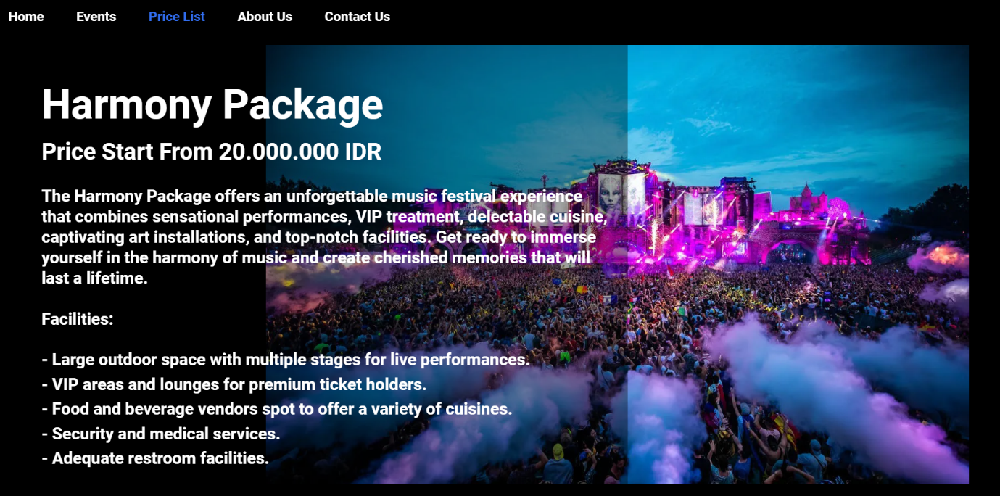 Home Events Price List About Us Contact Us
Harmony Package
Price Start From 20.000.000 IDR
The Harmony Package offers an unforgettable music festival experience
that combines sensational performances, VIP treatment, delectable cuisine,
captivating art installations, and top-notch facilities. Get ready to immerse
yourself in the harmony of music and create cherished memories that will
last a lifetime.
Facilities:
- Large outdoor space with multiple stages for live performances.
- VIP areas and lounges for premium ticket holders.
- Food and beverage vendors spot to offer a variety of cuisines.
- Security and medical services.
- Adequate restroom facilities.